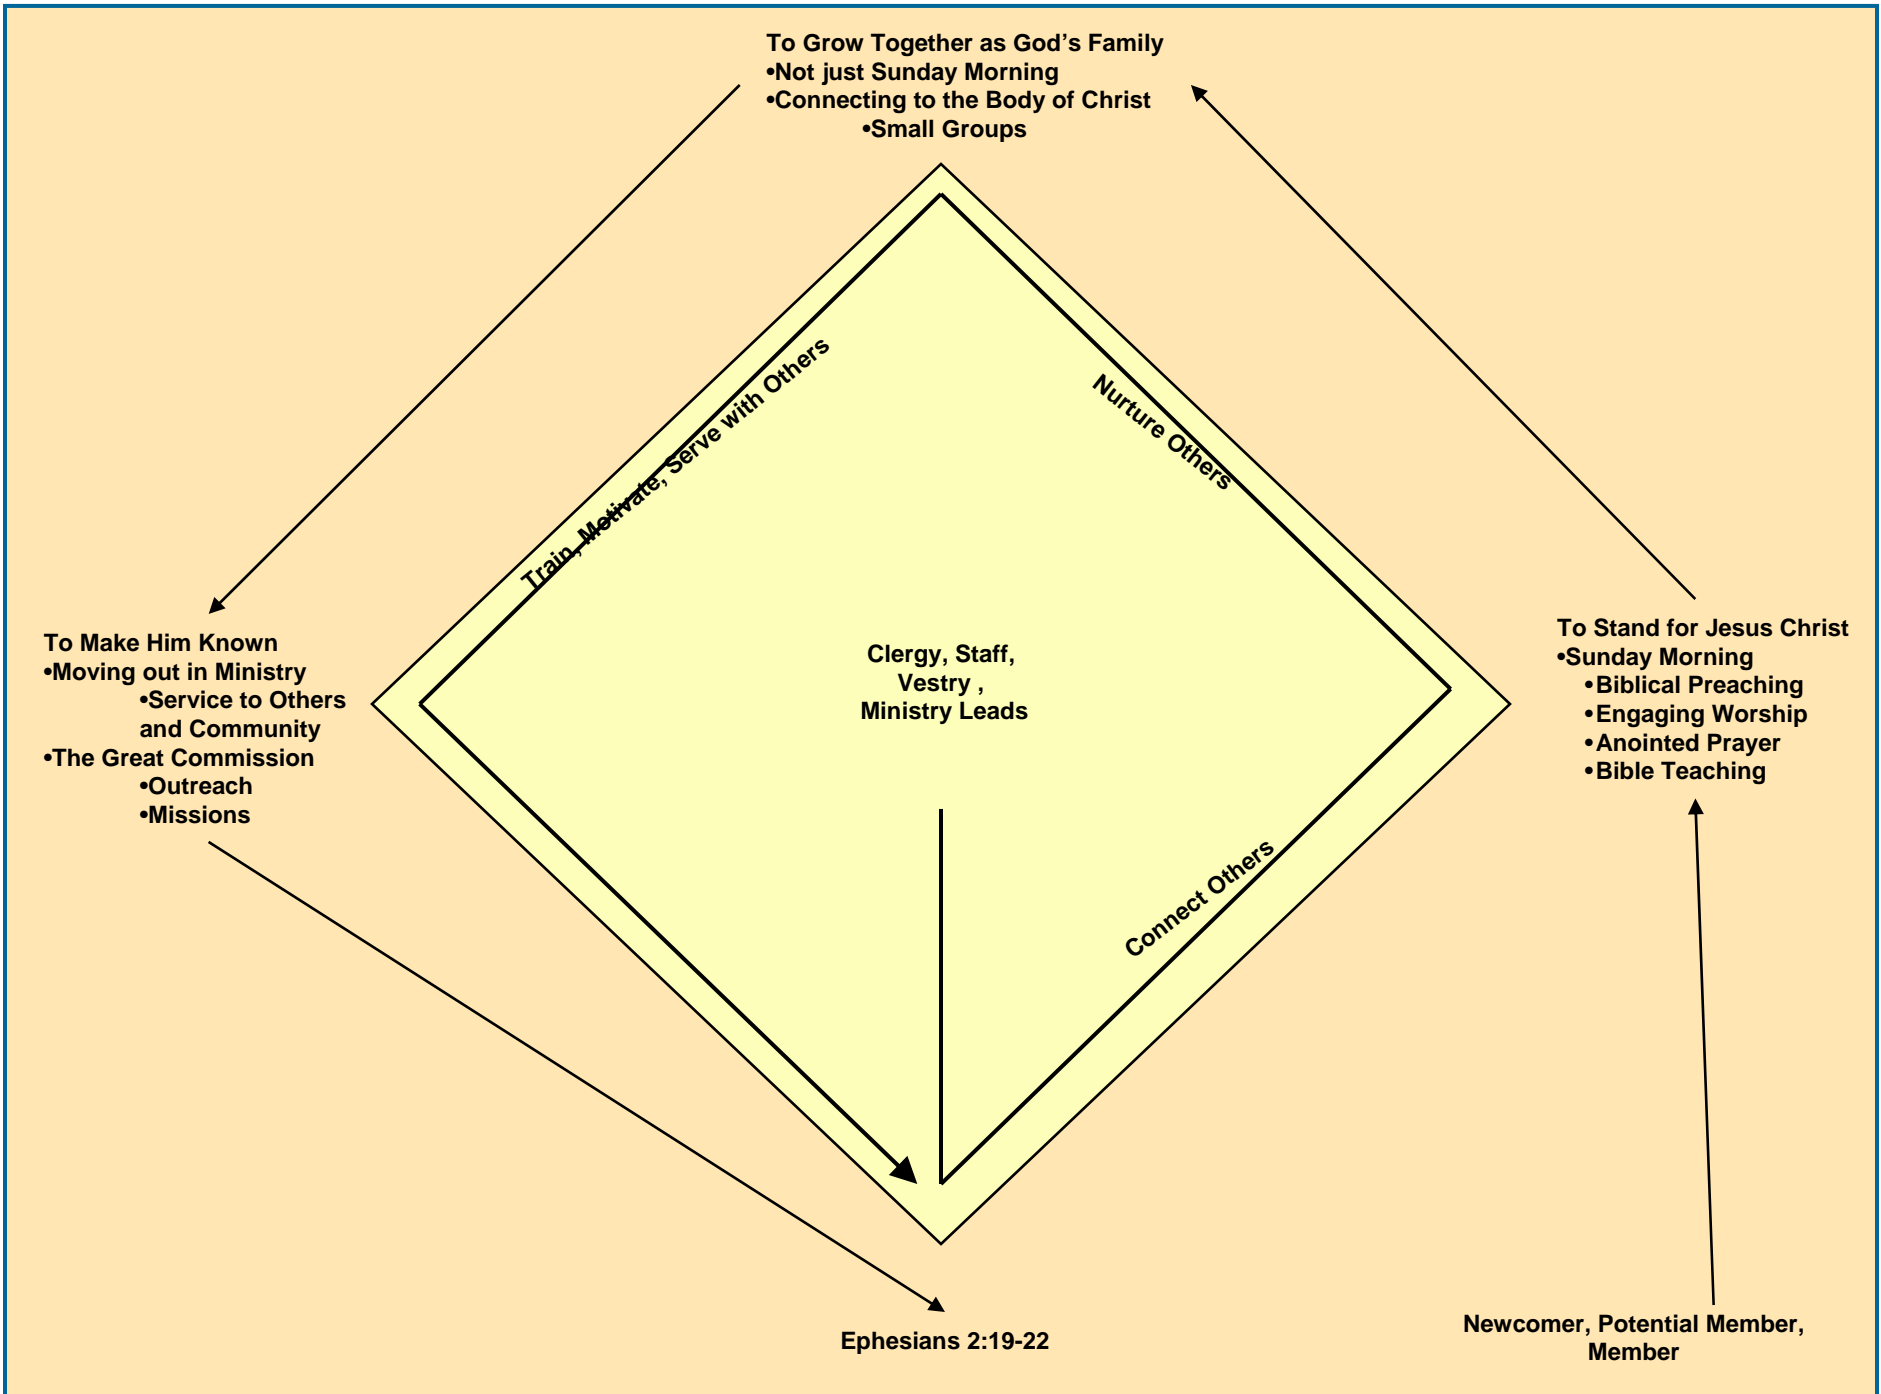 To Grow Together as God’s Family
•Not just Sunday Morning
•Connecting to the Body of Christ
•Small Groups
Train, Motivate, Serve with Others
Nurture Others
To Make Him Known
•Moving out in Ministry
•Service to Others
and Community
•The Great Commission
•Outreach
•Missions
Clergy, Staff,
Vestry ,
Ministry Leads
To Stand for Jesus Christ
•Sunday Morning
•Biblical Preaching
•Engaging Worship
•Anointed Prayer
•Bible Teaching
Connect Others
Ephesians 2:19-22
Newcomer, Potential Member,
Member